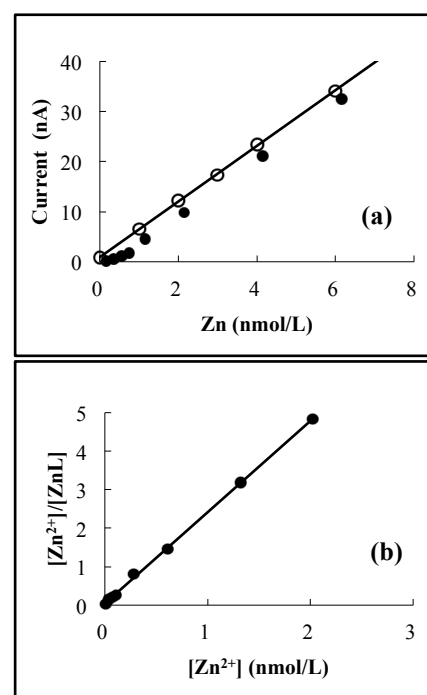 40
30
20
10
0
Current (nA)
(a)
0 2 4 6 8
Zn (nmol/L)
5
4
3
2
1
0
[Zn²⁺]/[ZnL]
(b)
0 1 2 3
[Zn²⁺] (nmol/L)